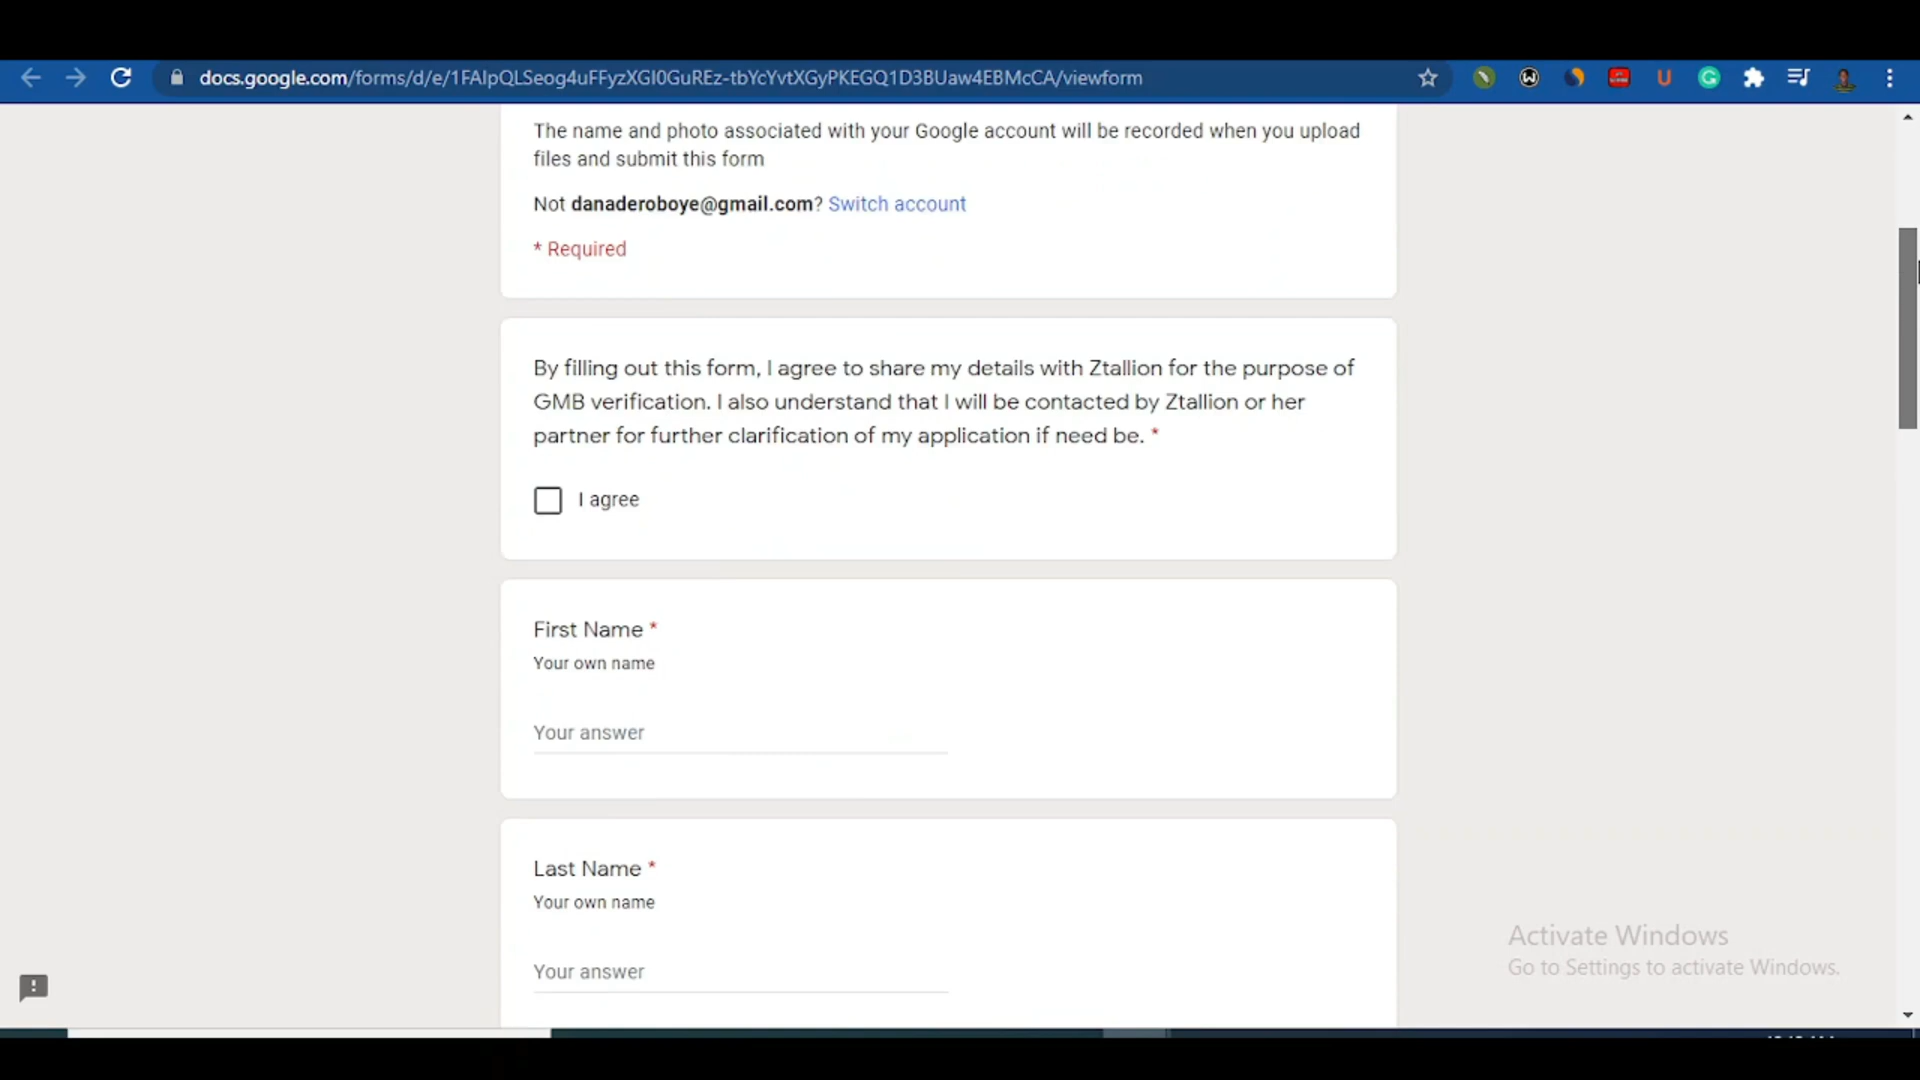 docs.google.com/forms/d/e/1FAIpQLSeog4uFFyzXGI0GuREz-tbYcYvtXGyPKEGQ1D3BUaw4EBMcCA/viewform
The name and photo associated with your Google account will be recorded when you upload
files and submit this form
Not danaderoboye@gmail.com? Switch account
* Required
By filling out this form, I agree to share my details with Ztallion for the purpose of
GMB verification. I also understand that I will be contacted by Ztallion or her
partner for further clarification of my application if need be. *
I agree
First Name *
Your own name
Your answer
Last Name *
Your own name
Your answer
Activate Windows
Go to Settings to activate Windows.